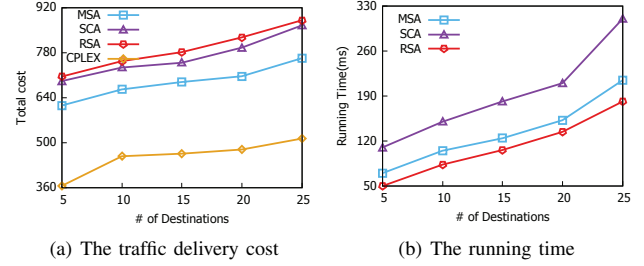 920
780
640
500
360
Total cost
MSA
SCA
RSA
CPLEX
5
10
15
20
25
# of Destinations
(a) The traffic delivery cost
330
260
190
120
50
Running Time(ms)
MSA
SCA
RSA
5
10
15
20
25
# of Destinations
(b) The running time